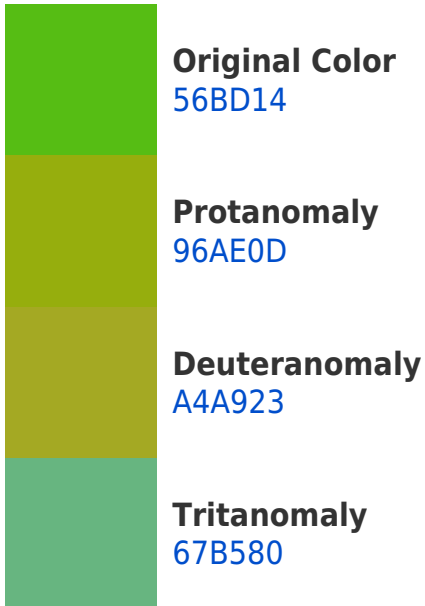 Original Color
56BD14
Protanomaly
96AE0D
Deuteranomaly
A4A923
Tritanomaly
67B580